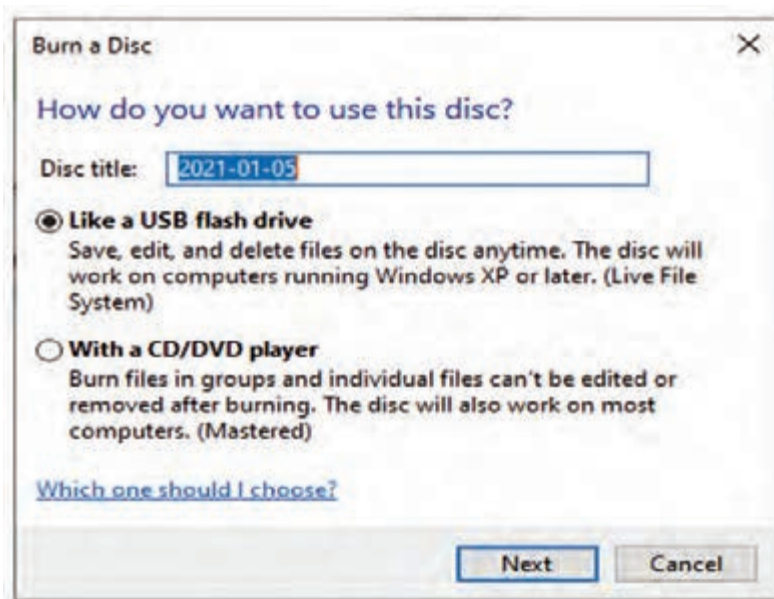 Burn a Disc
How do you want to use this disc?
Disc title: 2021-01-05
Like a USB flash drive
Save, edit, and delete files on the disc anytime. The disc will
work on computers running Windows XP or later. (Live File
System)
With a CD/DVD player
Burn files in groups and individual files can't be edited or
removed after burning. The disc will also work on most
computers. (Mastered)
Which one should I choose?
Next Cancel